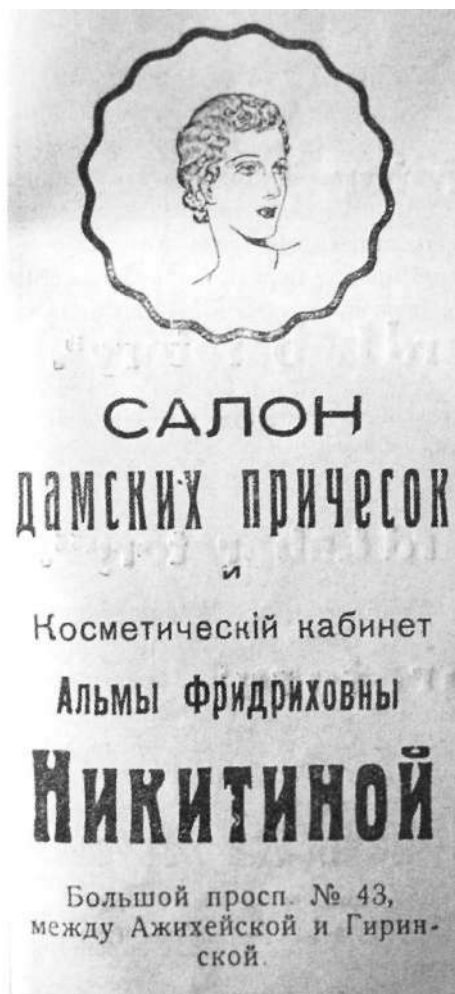 САЛОН
дамских причесок
и
Косметическій кабинет
Альмы Фридриховны
Никитиной
Большой просп. № 43,
между Ажихейской и Гирин-
ской.